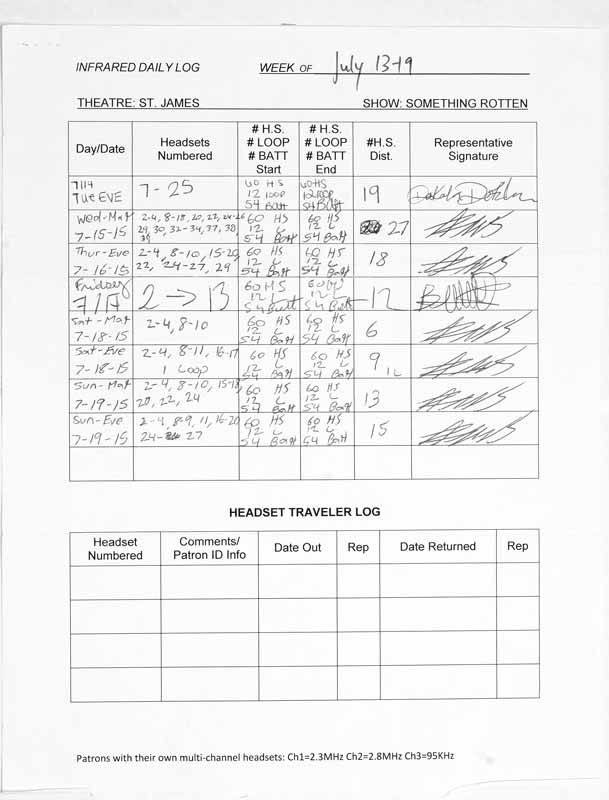 INFRARED DAILY LOG WEEK OF July 13-19
THEATRE: ST. JAMES SHOW: SOMETHING ROTTEN
Day/Date Headsets Numbered # H.S. # LOOP # BATT Start # H.S. # LOOP # BATT End #H.S. Dist. Representative Signature
7/14 Tue EVE 7-25 60 HS 12 loop 54 Batt 60 HS 12 loop 54 Batt 19
Wed-Mat 7-15-15 2-4, 8-18, 20, 22, 24-26 29, 30, 32-34, 37, 38, 39 60 HS 12 L 54 Batt 60 HS 12 L 54 Batt 27
Thur-Eve 7-16-15 2-4, 8-10, 15-20, 22, 24-27, 29 60 HS 12 L 54 Batt 60 HS 12 L 54 Batt 18
Friday 7/17 2 → 13 60 HS 12 L 54 Batt 60 HS 12 L 54 Batt 12
Sat-Mat 7-18-15 2-4, 8-10 60 HS 12 L 54 Batt 60 HS 12 L 54 Batt 6
Sat-Eve 7-18-15 2-4, 8-11, 16-17 1 Loop 60 HS 12 L 54 Batt 60 HS 12 L 54 Batt 9 1L
Sun-Mat 7-19-15 2-4, 8-10, 15-18, 20, 22, 24 60 HS 12 L 54 Batt 60 HS 12 L 54 Batt 13
Sun-Eve 7-19-15 2-4, 8-9, 11, 16-20 24-27 60 HS 12 L 54 Batt 60 HS 12 L 54 Batt 15
HEADSET TRAVELER LOG
Headset Numbered Comments/ Patron ID Info Date Out Rep Date Returned Rep
Patrons with their own multi-channel headsets: Ch1=2.3MHz Ch2=2.8MHz Ch3=95KHz